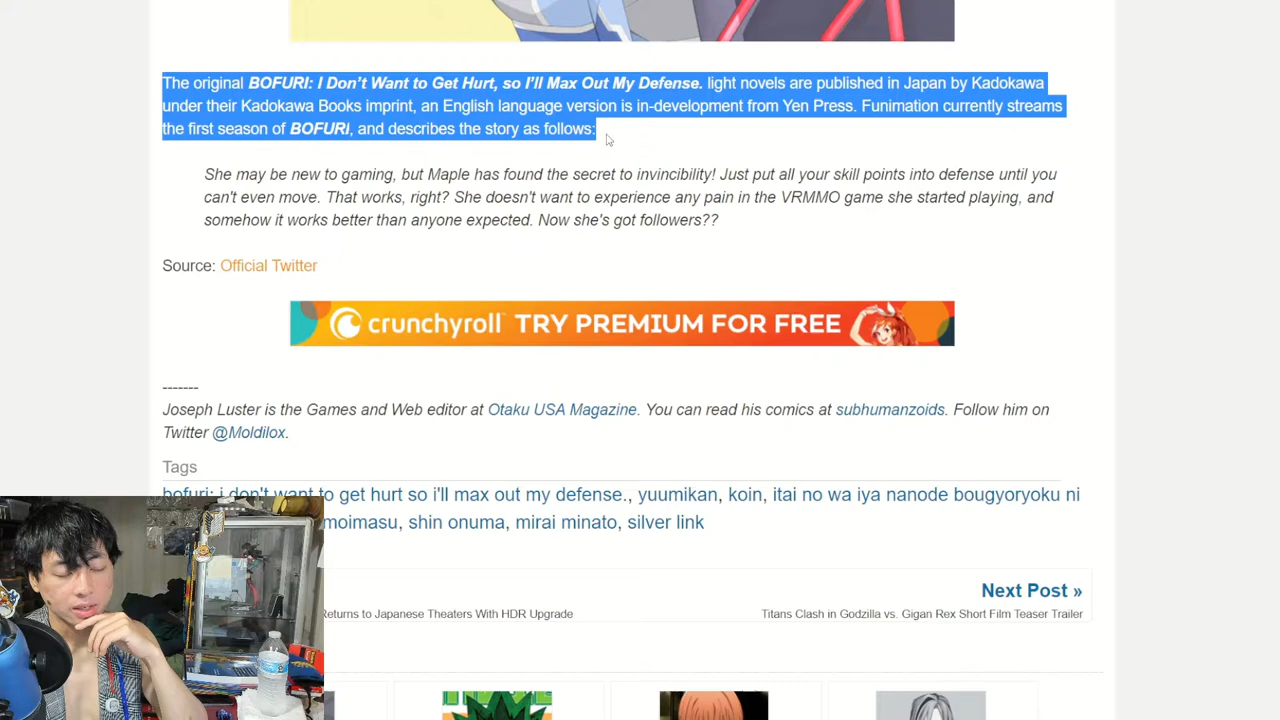 The original BOFURI: I Don't Want to Get Hurt, so I'll Max Out My Defense. light novels are published in Japan by Kadokawa
under their Kadokawa Books imprint, an English language version is in-development from Yen Press. Funimation currently streams
the first season of BOFURI, and describes the story as follows:
She may be new to gaming, but Maple has found the secret to invincibility! Just put all your skill points into defense until you
can't even move. That works, right? She doesn't want to experience any pain in the VRMMO game she started playing, and
somehow it works better than anyone expected. Now she's got followers??
Source: Official Twitter
crunchyroll TRY PREMIUM FOR FREE
-------
Joseph Luster is the Games and Web editor at Otaku USA Magazine. You can read his comics at subhumanzoids. Follow him on
Twitter @Moldilox.
Tags
bofuri: i don't want to get hurt so i'll max out my defense., yuumikan, koin, itai no wa iya nanode bougyoryoku ni
moimasu, shin onuma, mirai minato, silver link
Next Post »
Returns to Japanese Theaters With HDR Upgrade
Titans Clash in Godzilla vs. Gigan Rex Short Film Teaser Trailer